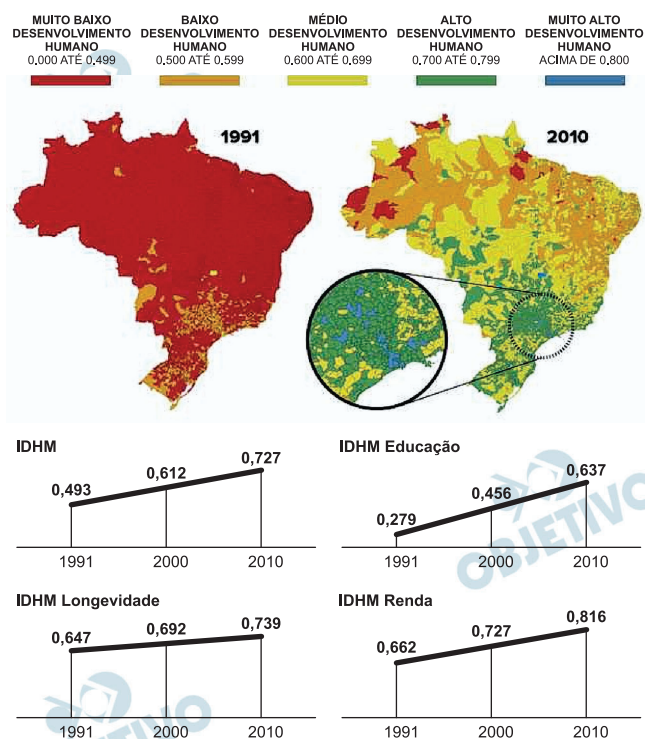 MUITO BAIXO
DESENVOLVIMENTO
HUMANO
0,000 ATÉ 0,499
BAIXO
DESENVOLVIMENTO
HUMANO
0,500 ATÉ 0,599
MÉDIO
DESENVOLVIMENTO
HUMANO
0,600 ATÉ 0,699
ALTO
DESENVOLVIMENTO
HUMANO
0,700 ATÉ 0,799
MUITO ALTO
DESENVOLVIMENTO
HUMANO
ACIMA DE 0,800
1991
2010
IDHM
0,493
0,612
0,727
1991
2000
2010
IDHM Educação
0,279
0,456
0,637
1991
2000
2010
OBJETIVO
IDHM Longevidade
0,647
0,692
0,739
1991
2000
2010
IDHM Renda
0,662
0,727
0,816
1991
2000
2010